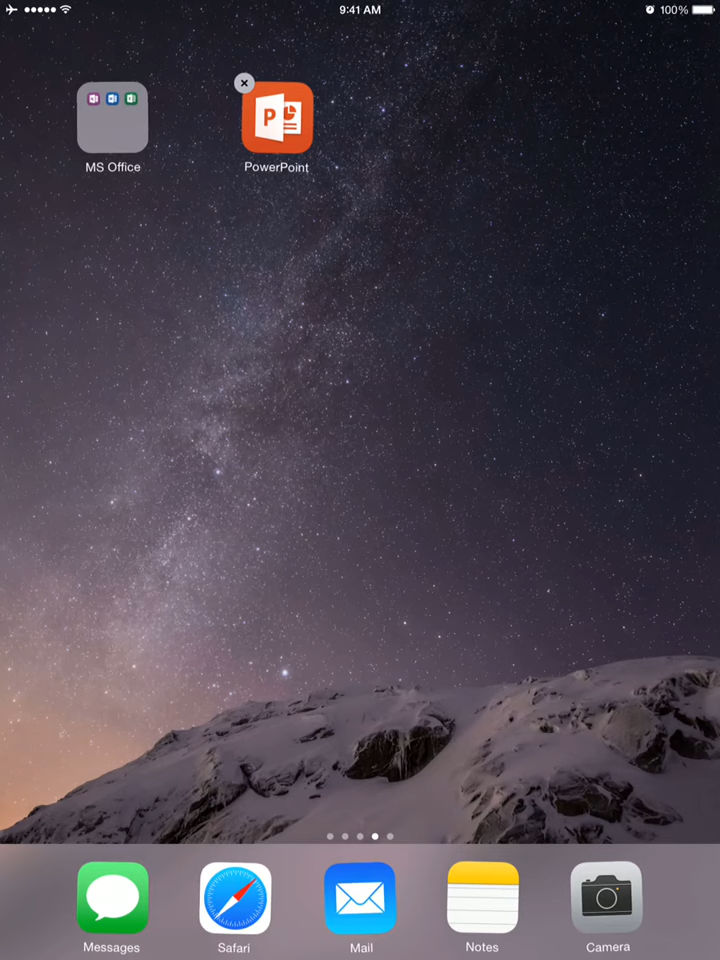 9:41 AM
100%
MS Office
P
PowerPoint
Messages
Safari
Mail
Notes
Camera